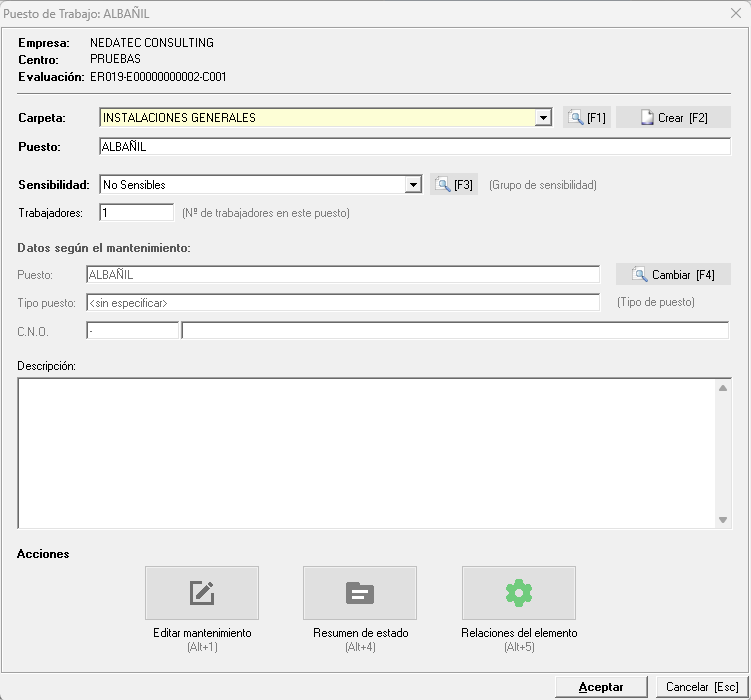 Puesto de Trabajo: ALBAÑIL
Empresa: NEDATEC CONSULTING
Centro: PRUEBAS
Evaluación: ER019-E00000000002-C001
Carpeta: INSTALACIONES GENERALES [F1] Crear [F2]
Puesto: ALBAÑIL
Sensibilidad: No Sensibles [F3] (Grupo de sensibilidad)
Trabajadores: 1 (Nº de trabajadores en este puesto)
Datos según el mantenimiento:
Puesto: ALBAÑIL Cambiar [F4]
Tipo puesto: <sin especificar> (Tipo de puesto)
C.N.O. -
Descripción:
Acciones
Editar mantenimiento Resumen de estado Relaciones del elemento
(Alt+1) (Alt+4) (Alt+5)
Aceptar Cancelar [Esc]